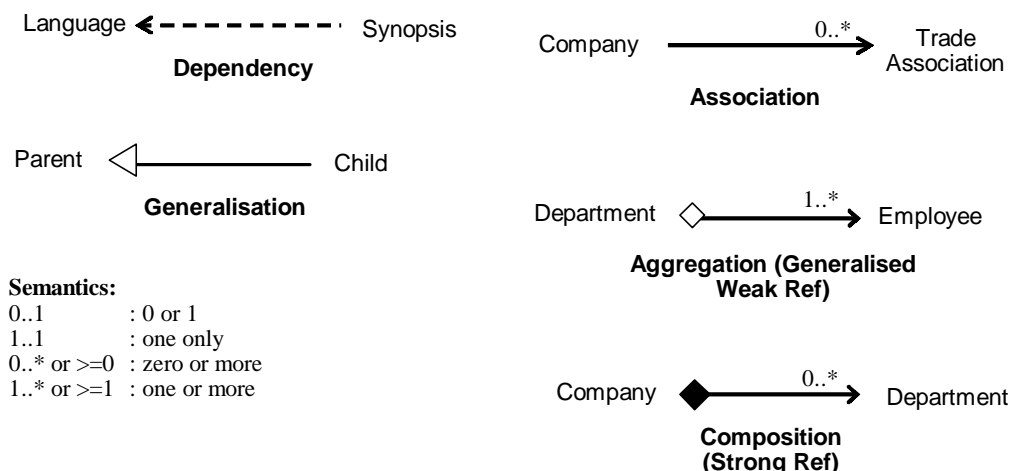 Language
Synopsis
Dependency
Parent
Child
Generalisation
Semantics:
0..1 : 0 or 1
1..1 : one only
0..* or >=0 : zero or more
1..* or >=1 : one or more
Company
0..*
Trade
Association
Association
Department
1..*
Employee
Aggregation (Generalised
Weak Ref)
Company
0..*
Department
Composition
(Strong Ref)